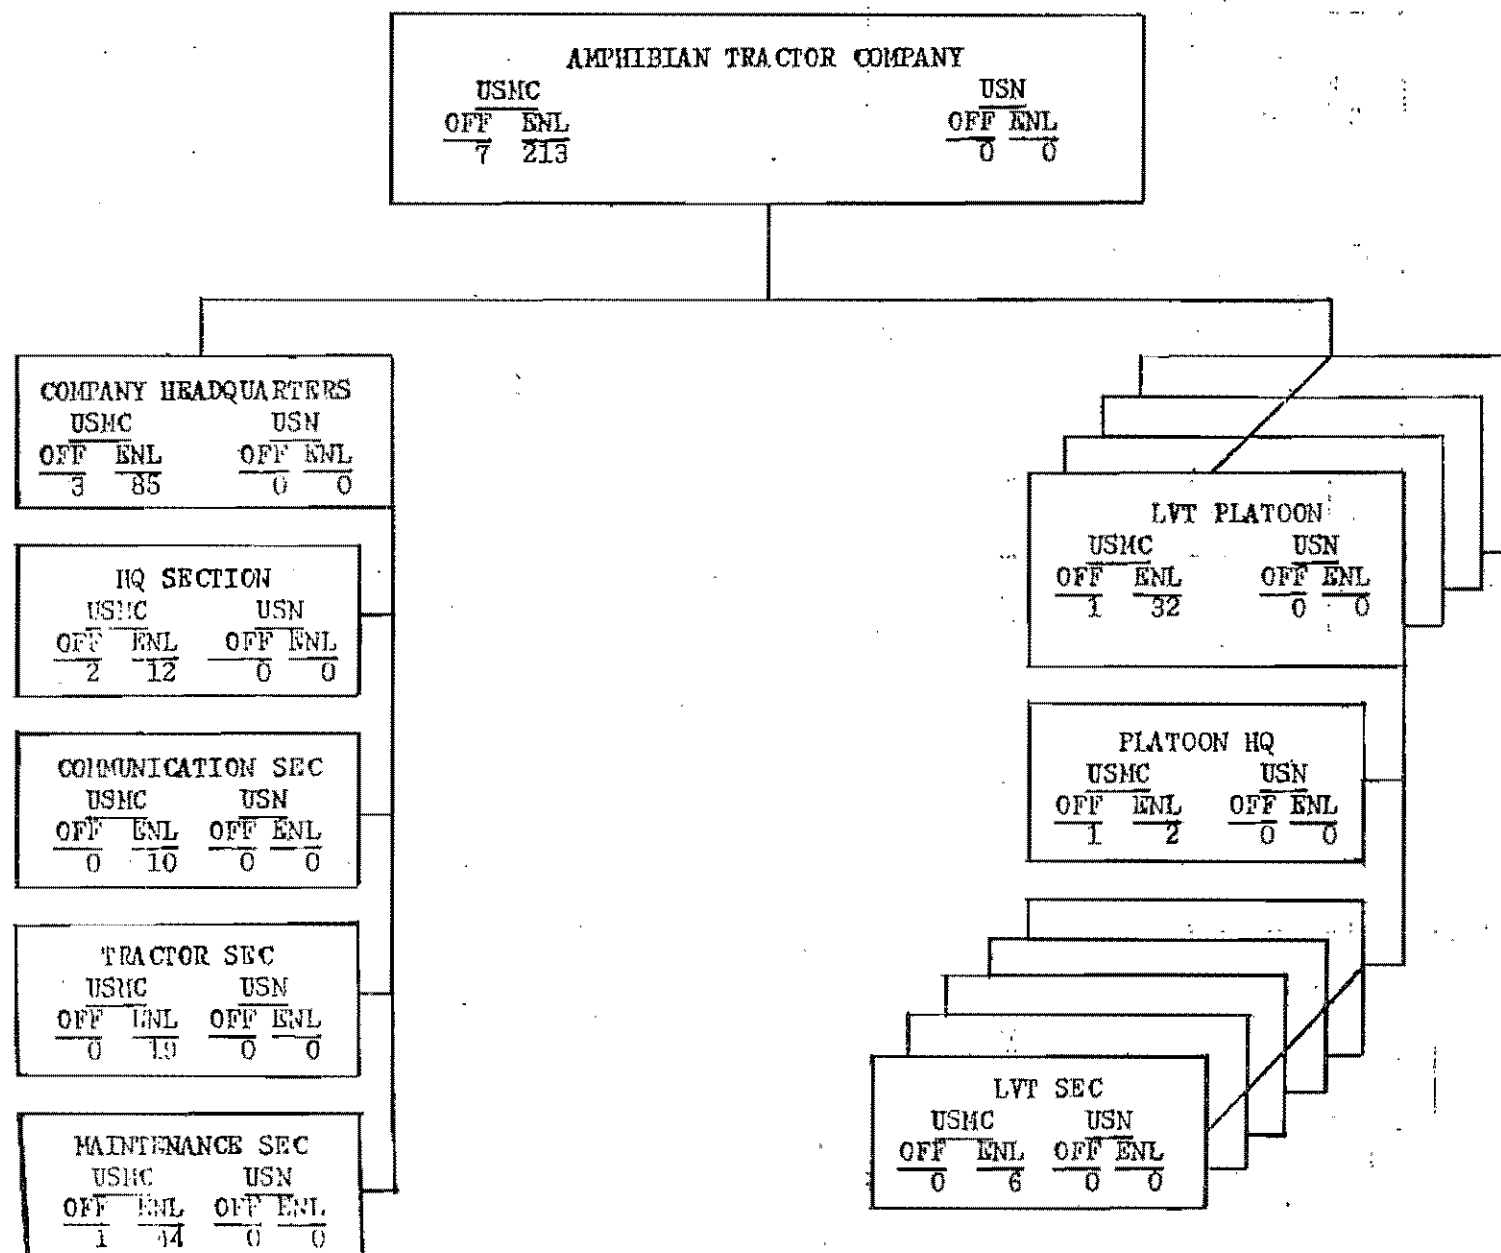 AMPHIBIAN TRACTOR COMPANY
USMC USN
OFF ENL OFF ENL
7 213 0 0
COMPANY HEADQUARTERS
USMC USN
OFF ENL OFF ENL
3 85 0 0
HQ SECTION
USMC USN
OFF ENL OFF ENL
2 12 0 0
COMMUNICATION SEC
USMC USN
OFF ENL OFF ENL
0 10 0 0
TRACTOR SEC
USMC USN
OFF ENL OFF ENL
0 19 0 0
MAINTENANCE SEC
USMC USN
OFF ENL OFF ENL
1 44 0 0
LVT PLATOON
USMC USN
OFF ENL OFF ENL
1 32 0 0
PLATOON HQ
USMC USN
OFF ENL OFF ENL
1 2 0 0
LVT SEC
USMC USN
OFF ENL OFF ENL
0 6 0 0